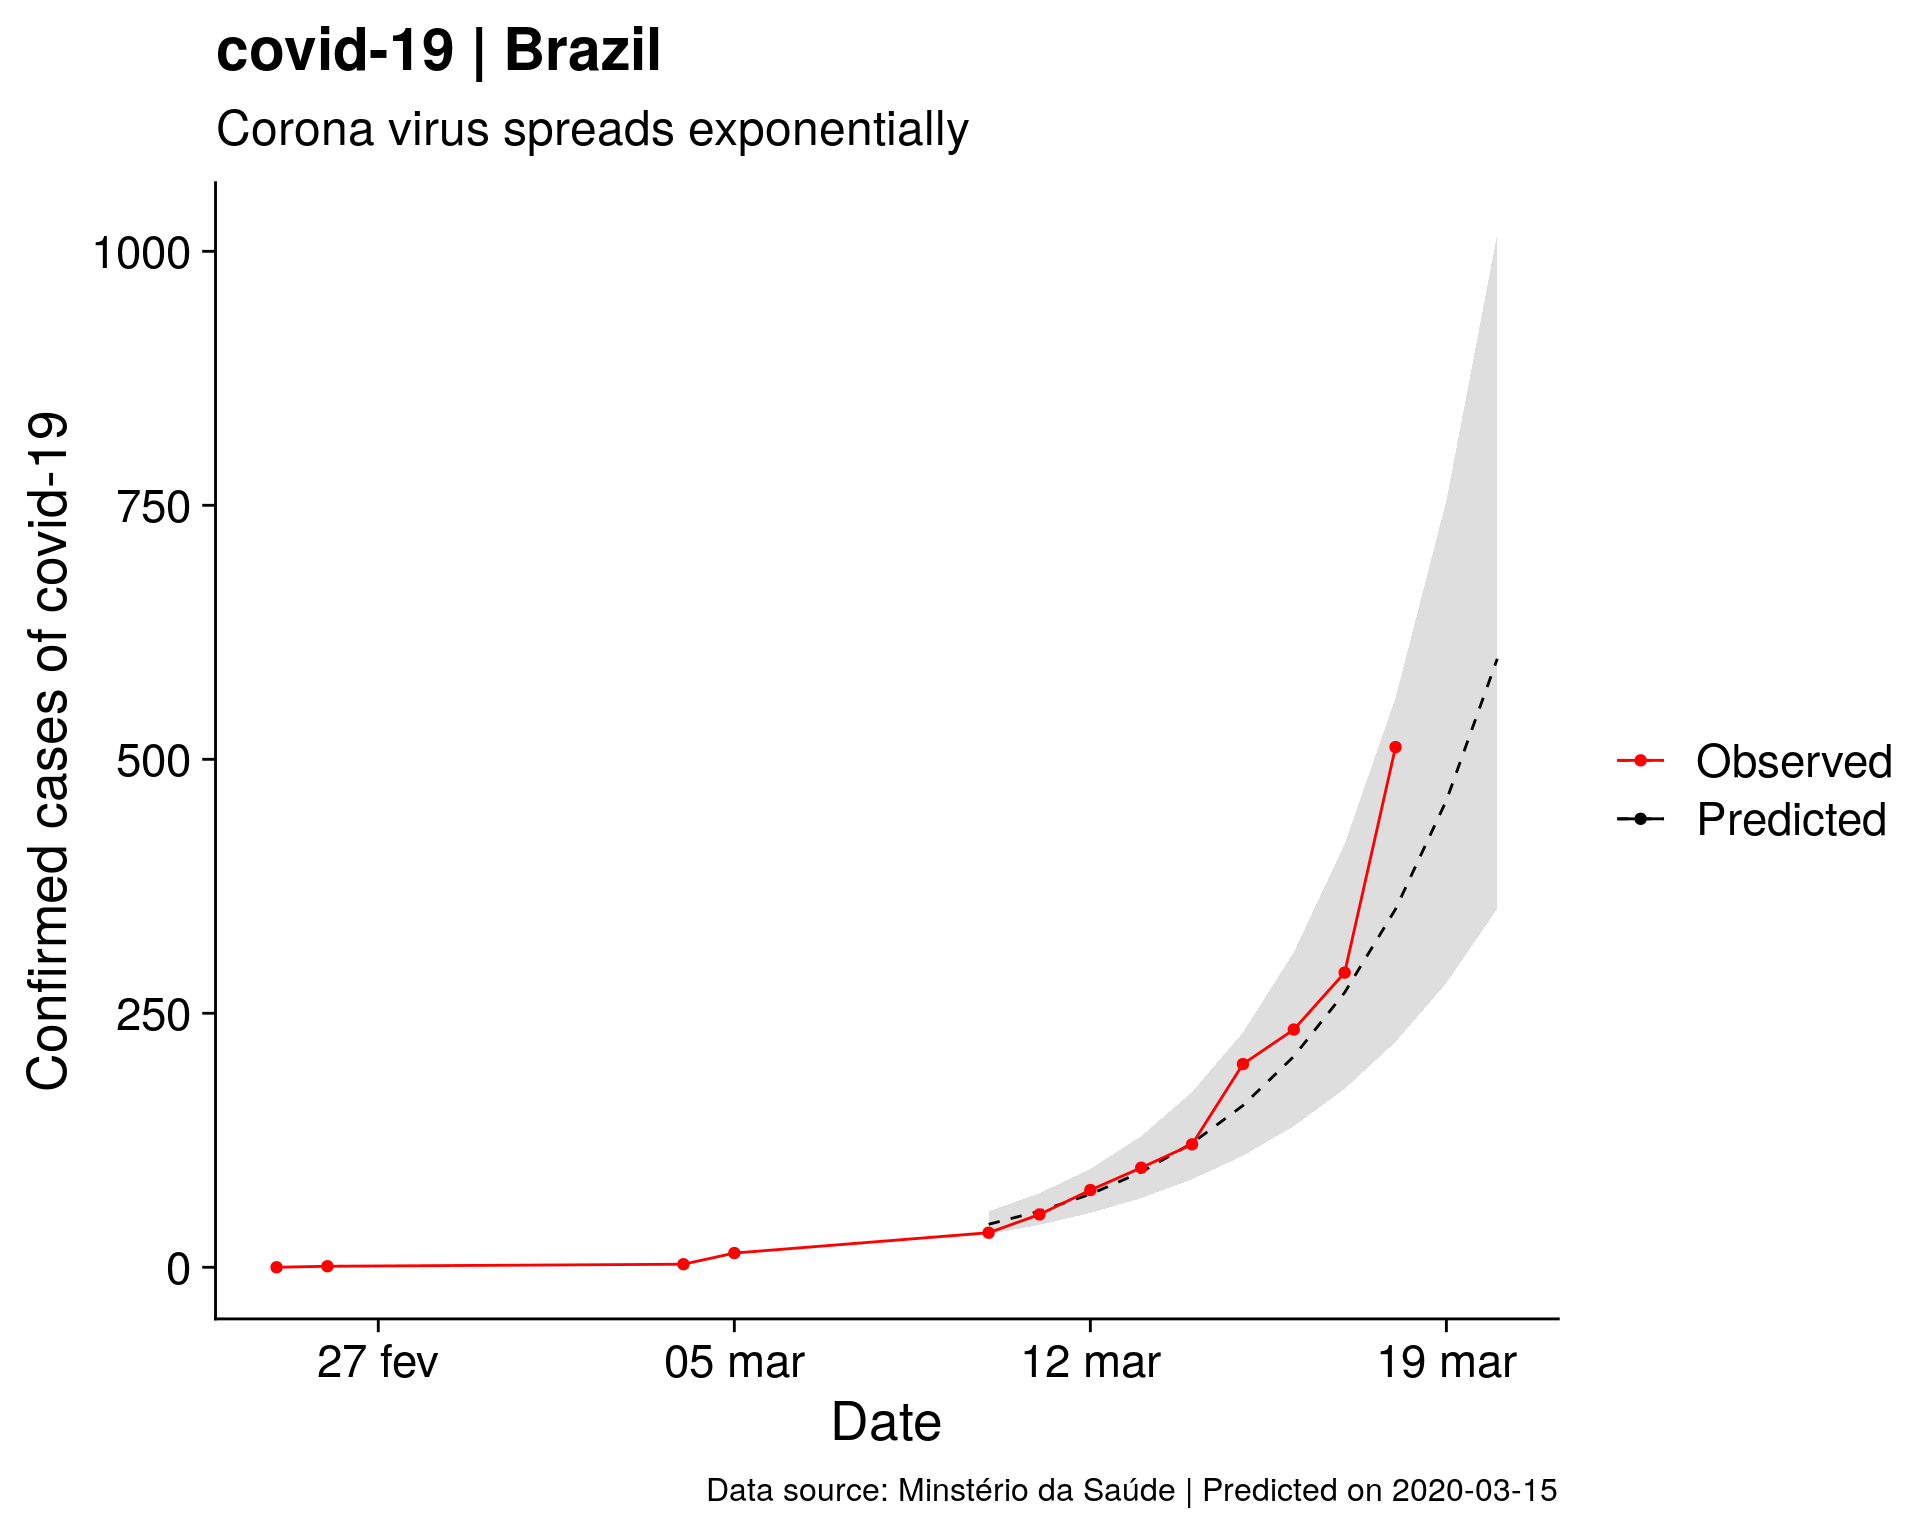 covid-19 | Brazil
Corona virus spreads exponentially
Confirmed cases of covid-19
1000
750
500
250
0
27 fev
05 mar
12 mar
19 mar
Date
Observed
Predicted
Data source: Minstério da Saúde | Predicted on 2020-03-15